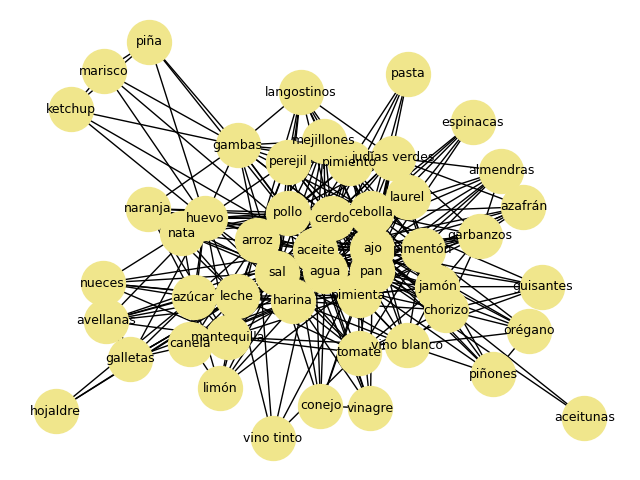 piña
marisco
pasta
ketchup
langostinos
espinacas
gambas
mejillones
perejil
pimiento
judías verdes
almendras
naranja
huevo
pollo
cerdo
cebolla
laurel
azafrán
nata
arroz
aceite
ajo
pimentón
garbanzos
nueces
azúcar
leche
sal
agua
pan
jamón
guisantes
avellanas
harina
pimienta
chorizo
galletas
canela
mantequilla
tomate
vino blanco
orégano
limón
piñones
hojaldre
conejo
vinagre
aceitunas
vino tinto